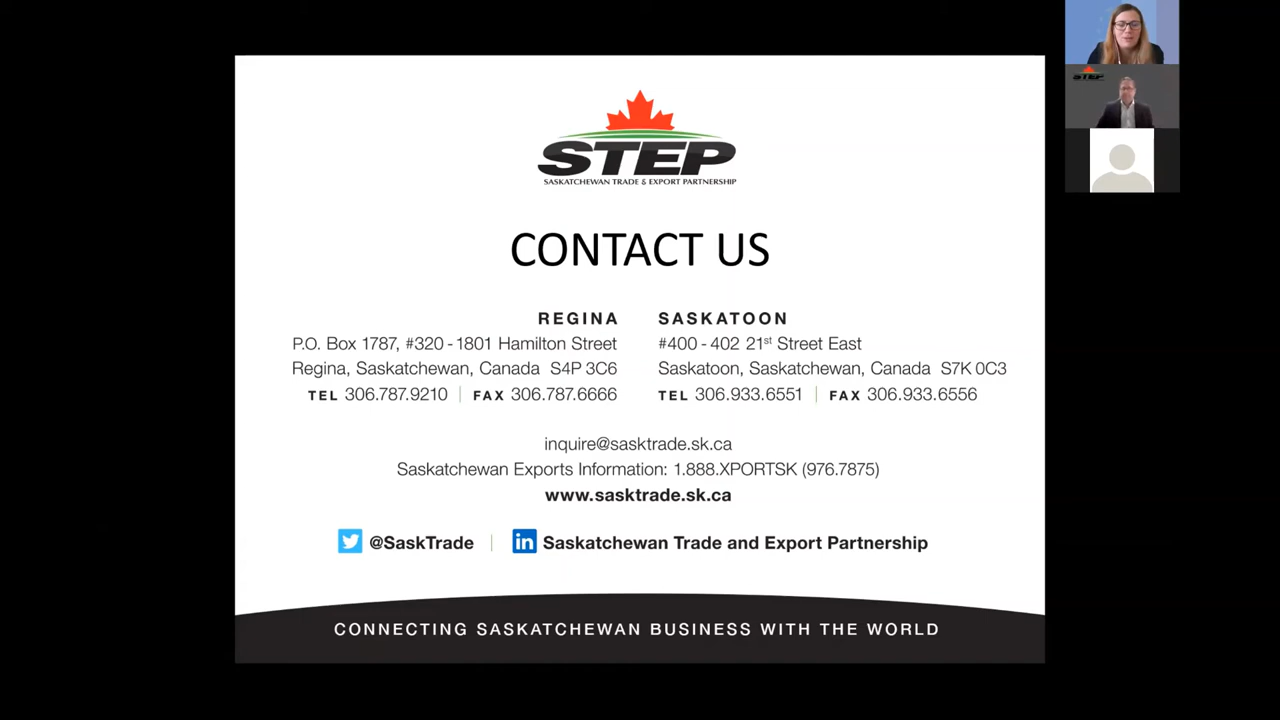 STEP
SASKATCHEWAN TRADE & EXPORT PARTNERSHIP
CONTACT US
REGINA
P.O. Box 1787, #320 - 1801 Hamilton Street
Regina, Saskatchewan, Canada S4P 3C6
TEL 306.787.9210 | FAX 306.787.6666
SASKATOON
#400 - 402 21st Street East
Saskatoon, Saskatchewan, Canada S7K 0C3
TEL 306.933.6551 | FAX 306.933.6556
inquire@sasktrade.sk.ca
Saskatchewan Exports Information: 1.888.XPORTSK (976.7875)
www.sasktrade.sk.ca
@SaskTrade | in Saskatchewan Trade and Export Partnership
CONNECTING SASKATCHEWAN BUSINESS WITH THE WORLD
STEP